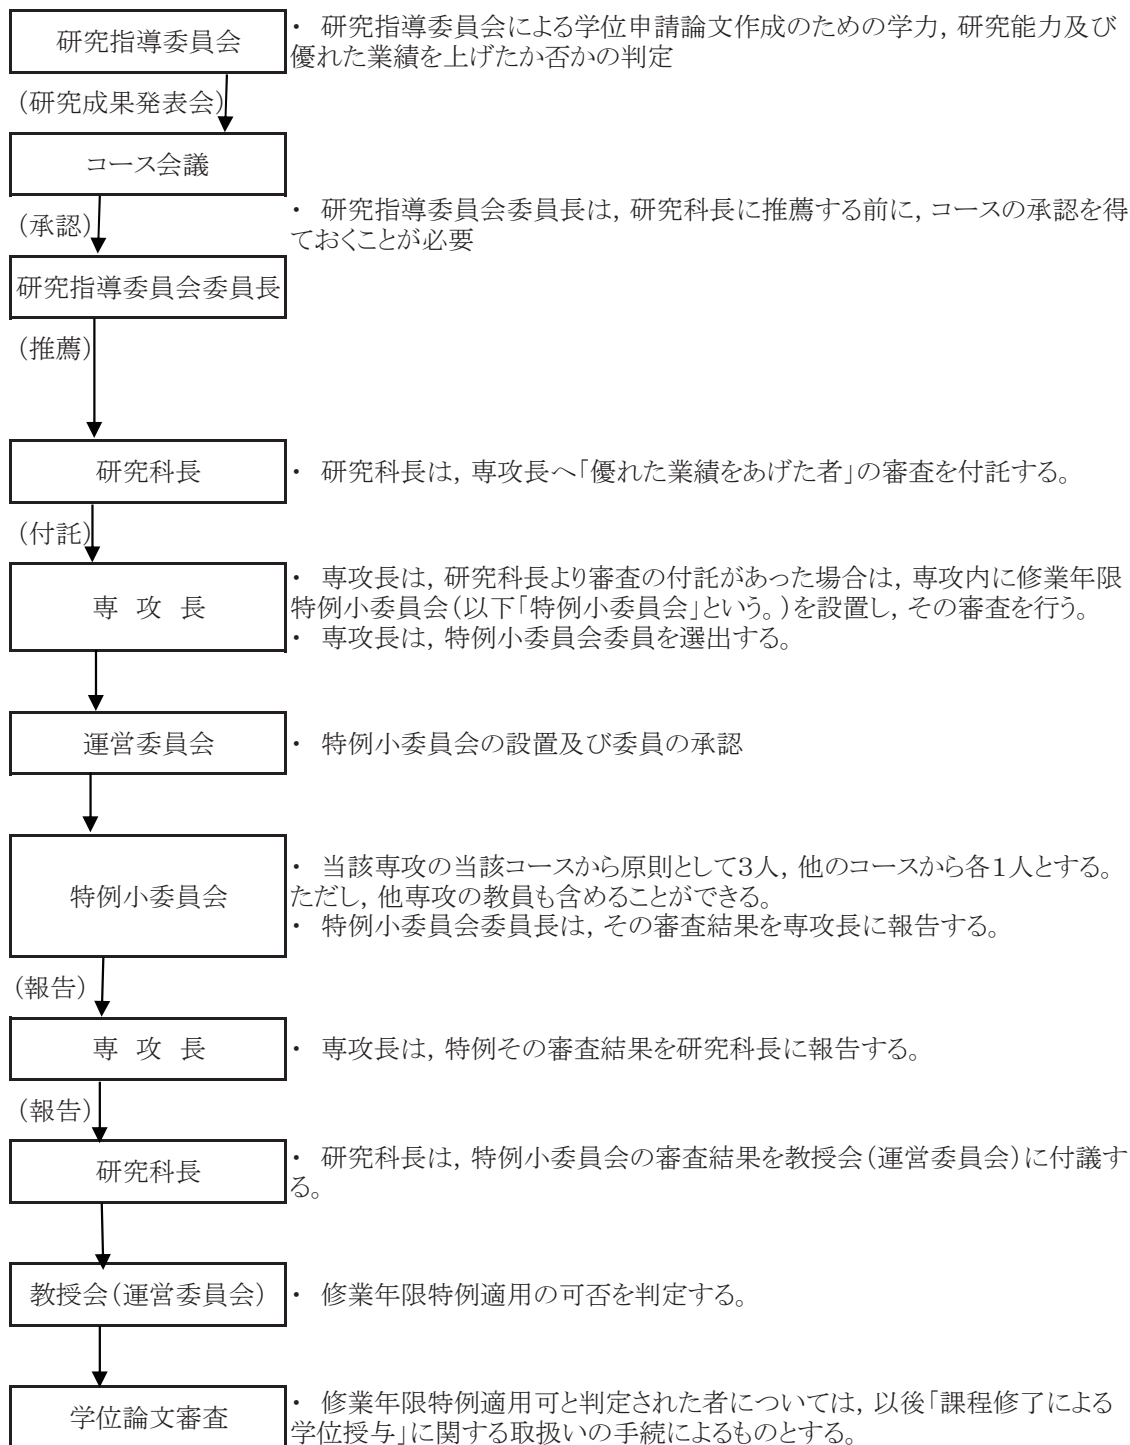 研究指導委員会
・ 研究指導委員会による学位申請論文作成のための学力，研究能力及び
優れた業績を上げたか否かの判定
（研究成果発表会）
コース会議
（承認）
・ 研究指導委員会委員長は，研究科長に推薦する前に，コースの承認を得
ておくことが必要
研究指導委員会委員長
（推薦）
研究科長
・ 研究科長は，専攻長へ「優れた業績をあげた者」の審査を付託する。
（付託）
専 攻 長
・ 専攻長は，研究科長より審査の付託があった場合は，専攻内に修業年限
特例小委員会（以下「特例小委員会」という。）を設置し，その審査を行う。
・ 専攻長は，特例小委員会委員を選出する。
運営委員会
・ 特例小委員会の設置及び委員の承認
特例小委員会
・ 当該専攻の当該コースから原則として３人，他のコースから各１人とする。
ただし，他専攻の教員も含めることができる。
・ 特例小委員会委員長は，その審査結果を専攻長に報告する。
（報告）
専 攻 長
・ 専攻長は，特例その審査結果を研究科長に報告する。
（報告）
研究科長
・ 研究科長は，特例小委員会の審査結果を教授会（運営委員会）に付議す
る。
教授会（運営委員会）
・ 修業年限特例適用の可否を判定する。
学位論文審査
・ 修業年限特例適用可と判定された者については，以後「課程修了による
学位授与」に関する取扱いの手続によるものとする。